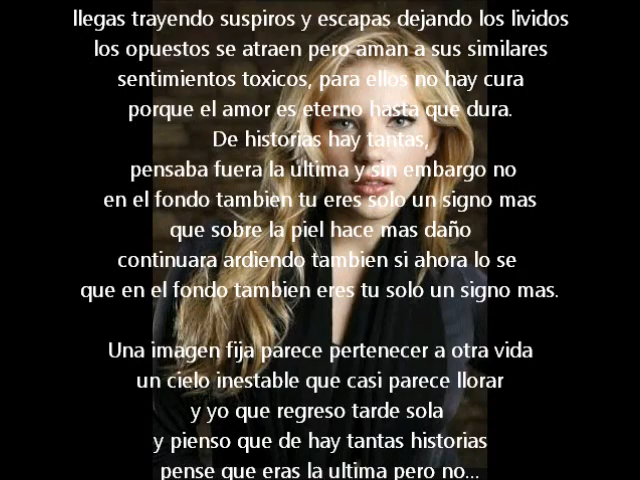 llegas trayendo suspiros y escapas dejando los lividos
los opuestos se atraen pero aman a sus similares
sentimientos toxicos, para ellos no hay cura
porque el amor es eterno hasta que dura.
De historias hay tantas,
pensaba fuera la ultima y sin embargo no
en el fondo tambien tu eres solo un signo mas
que sobre la piel hace mas daño
continuara ardiendo tambien si ahora lo se
que en el fondo tambien eres tu solo un signo mas.
Una imagen fija parece pertenecer a otra vida
un cielo inestable que casi parece llorar
y yo que regreso tarde sola
y pienso que de hay tantas historias
pense que eras la ultima pero no...